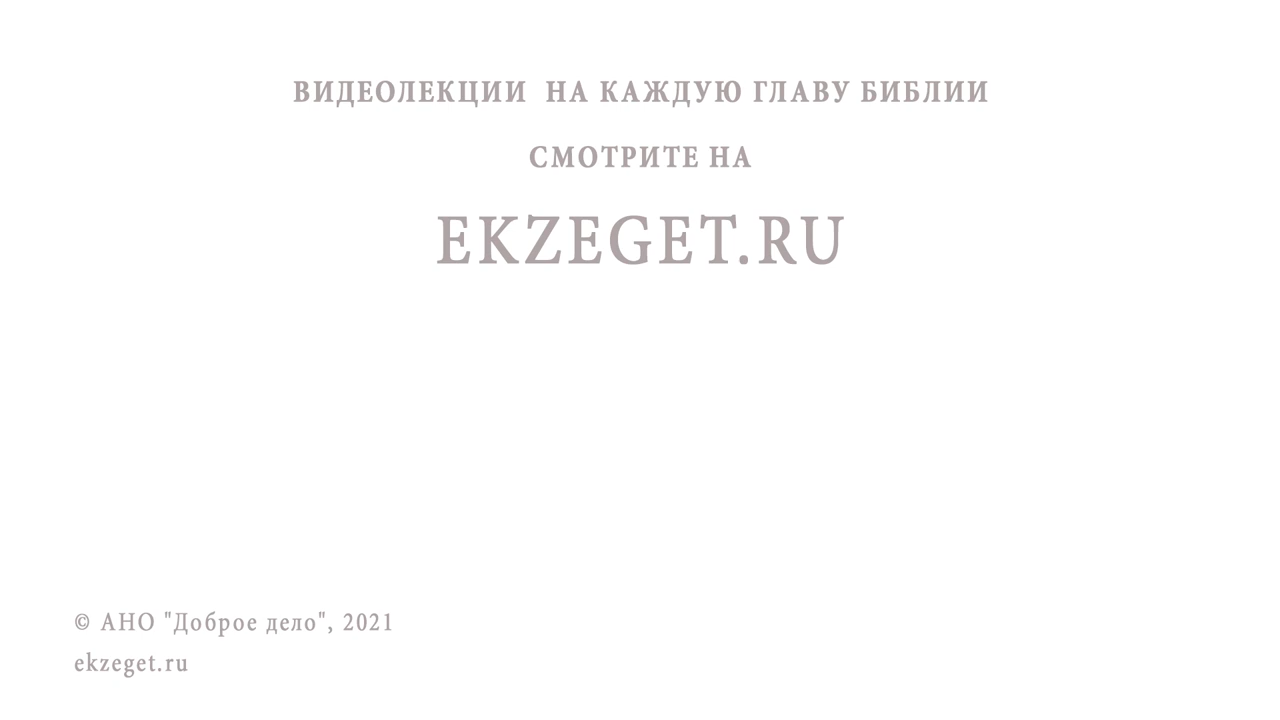 ВИДЕОЛЕКЦИИ НА КАЖДУЮ ГЛАВУ БИБЛИИ
СМОТРИТЕ НА
EKZEGET.RU
© АНО "Доброе дело", 2021
ekzeget.ru